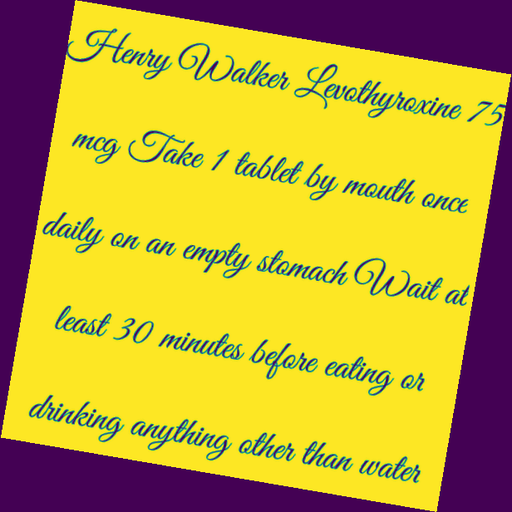 Henry Walker Levothyroxine 75
mcg Take 1 tablet by mouth once
daily on an empty stomach Wait at
least 30 minutes before eating or
drinking anything other than water